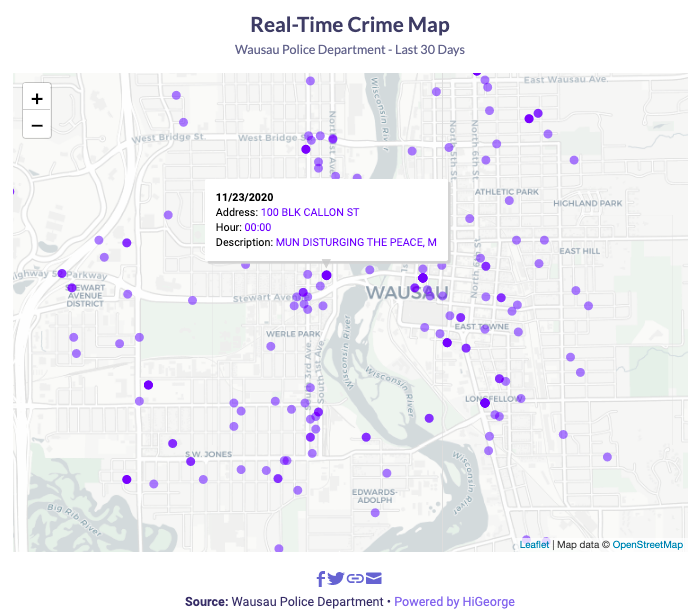 Real-Time Crime Map
Wausau Police Department - Last 30 Days
+
−
East Wausau Ave.
West Bridge St.
West Bridge S
Wisconsin River
North 1st Ave
North 5th St.
North 6th St.
ATHLETIC PARK
HIGHLAND PARK
11/23/2020
Address: 100 BLK CALLON ST
Hour: 00:00
Description: MUN DISTURGING THE PEACE, M
EAST HILL
ighway St
Parkway
STEWART
AVENUE
DISTRICT
Stewart Ave
WAUSAU
WERLE PARK
EAST TOWNE
3rd Ave.
South 1st Ave
Wisconsin River
Wisconsin River
LONGFELLOW
S.W. JONES
Wisconsin River
EDWARDS-
ADOLPH
Big Rib River
Leaflet | Map data © OpenStreetMap
Source: Wausau Police Department • Powered by HiGeorge